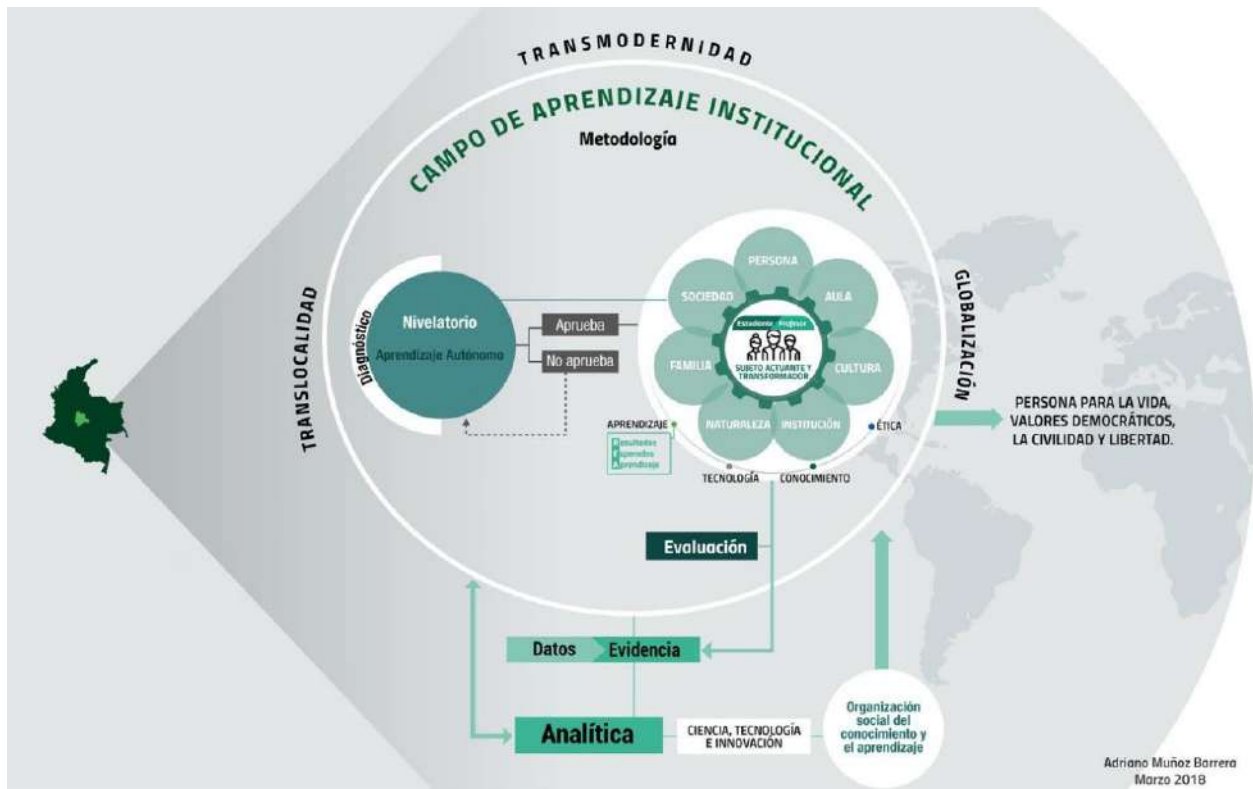 TRANSMODERNIDAD
CAMPO DE APRENDIZAJE INSTITUCIONAL
Metodología
TRANSLOCALIDAD
GLOBALIZACIÓN
Diagnóstico
Nivelatorio
Aprendizaje Autónomo
Aprueba
No aprueba
PERSONA
SOCIEDAD
AULA
FAMILIA
CULTURA
NATURALEZA
INSTITUCIÓN
Estudiante Profesor
SUJETO ACTUANTE Y
TRANSFORMADOR
APRENDIZAJE
Resultados
Esperados
Aprendizaje
TECNOLOGÍA
CONOCIMIENTO
ÉTICA
PERSONA PARA LA VIDA,
VALORES DEMOCRÁTICOS,
LA CIVILIDAD Y LIBERTAD.
Evaluación
Datos
Evidencia
Analítica
CIENCIA, TECNOLOGÍA
E INNOVACIÓN
Organización
social del
conocimiento y
el aprendizaje
Adriano Muñoz Barrera
Marzo 2018